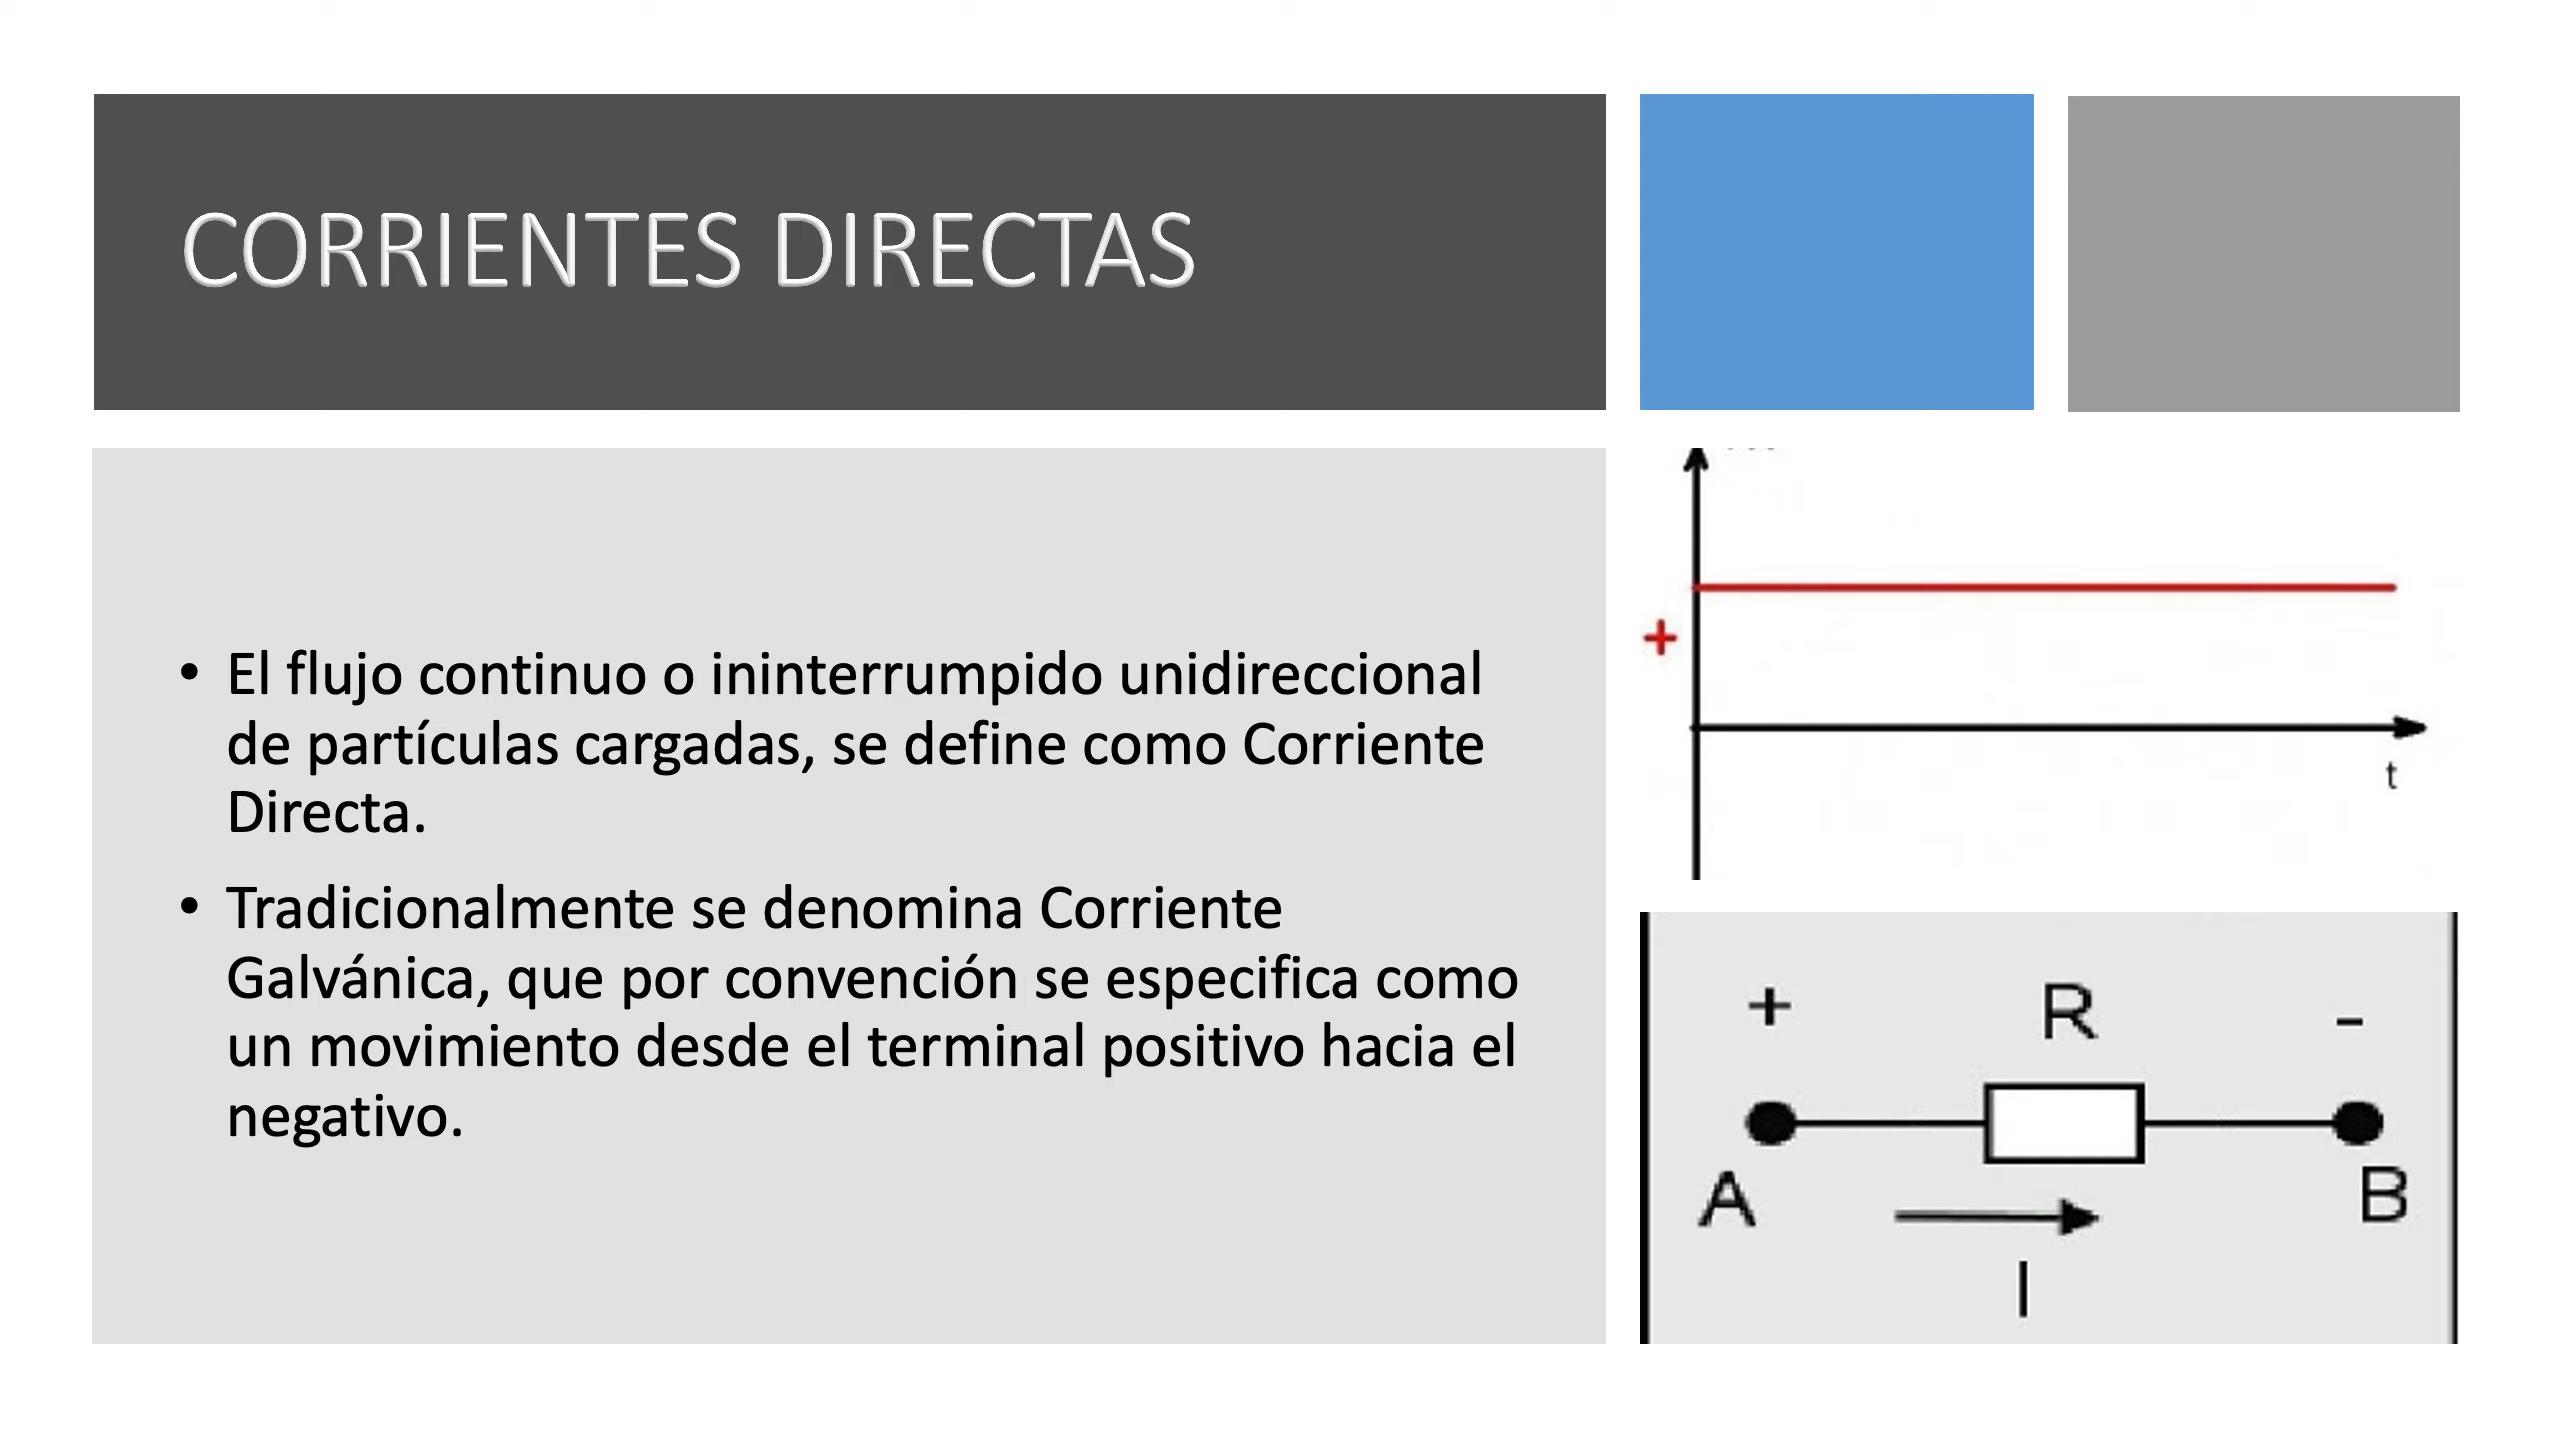 CORRIENTES DIRECTAS
• El flujo continuo o ininterrumpido unidireccional
de partículas cargadas, se define como Corriente
Directa.
• Tradicionalmente se denomina Corriente
Galvánica, que por convención se especifica como
un movimiento desde el terminal positivo hacia el
negativo.
+
t
+ R -
A B
I